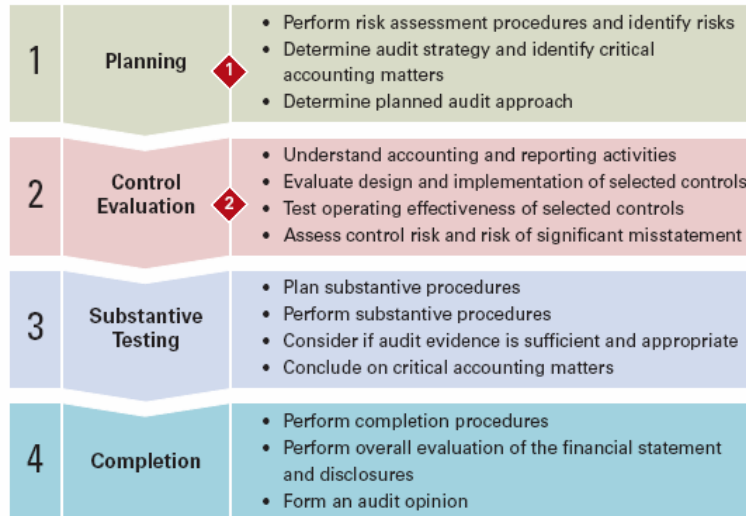 1
Planning
1
• Perform risk assessment procedures and identify risks
• Determine audit strategy and identify critical
accounting matters
• Determine planned audit approach
2
Control
Evaluation
2
• Understand accounting and reporting activities
• Evaluate design and implementation of selected controls
• Test operating effectiveness of selected controls
• Assess control risk and risk of significant misstatement
3
Substantive
Testing
• Plan substantive procedures
• Perform substantive procedures
• Consider if audit evidence is sufficient and appropriate
• Conclude on critical accounting matters
4
Completion
• Perform completion procedures
• Perform overall evaluation of the financial statement
and disclosures
• Form an audit opinion